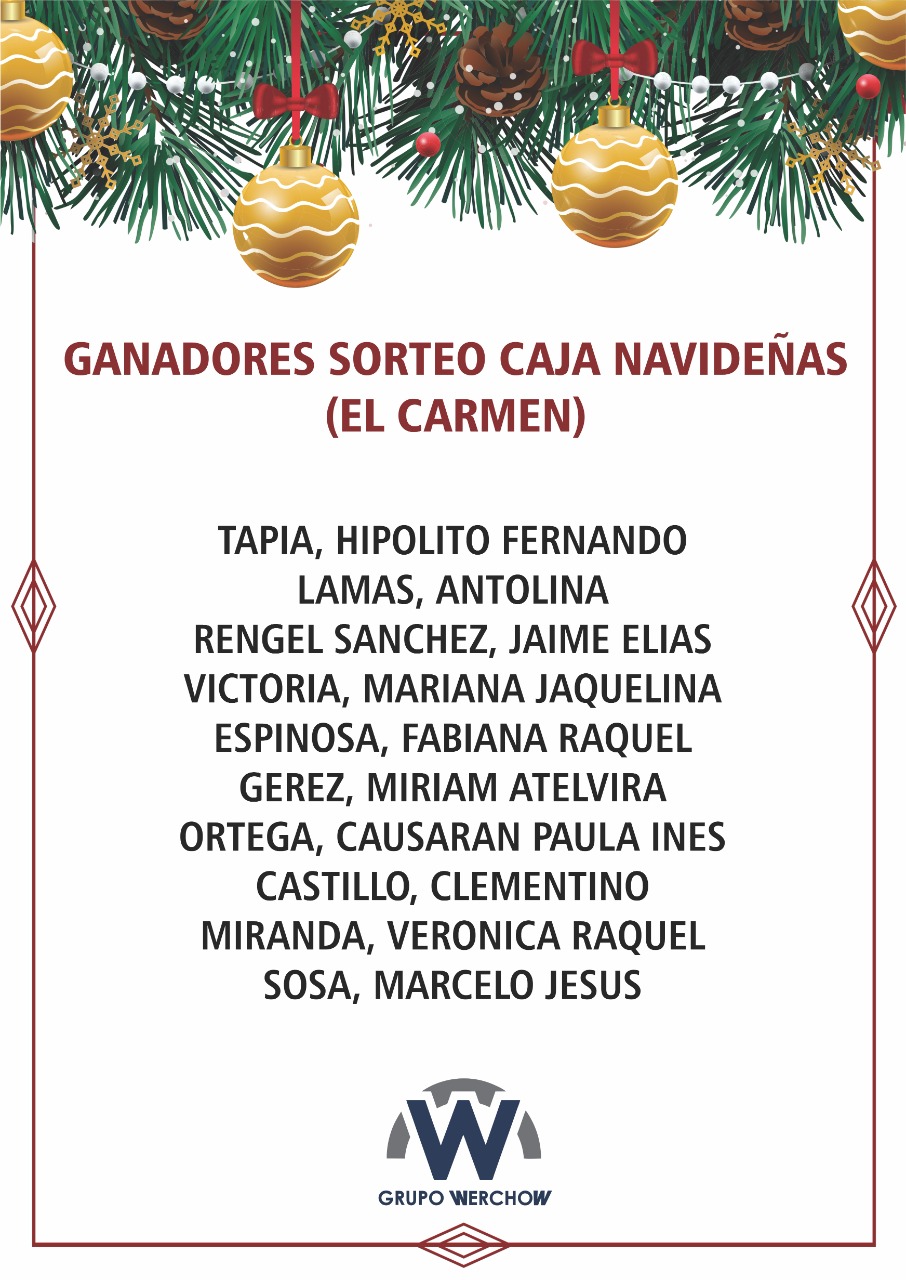 GANADORES SORTEO CAJA NAVIDEÑAS
(EL CARMEN)
TAPIA, HIPOLITO FERNANDO
LAMAS, ANTOLINA
RENGEL SANCHEZ, JAIME ELIAS
VICTORIA, MARIANA JAQUELINA
ESPINOSA, FABIANA RAQUEL
GEREZ, MIRIAM ATELVIRA
ORTEGA, CAUSARAN PAULA INES
CASTILLO, CLEMENTINO
MIRANDA, VERONICA RAQUEL
SOSA, MARCELO JESUS
W
GRUPO WERCHOW